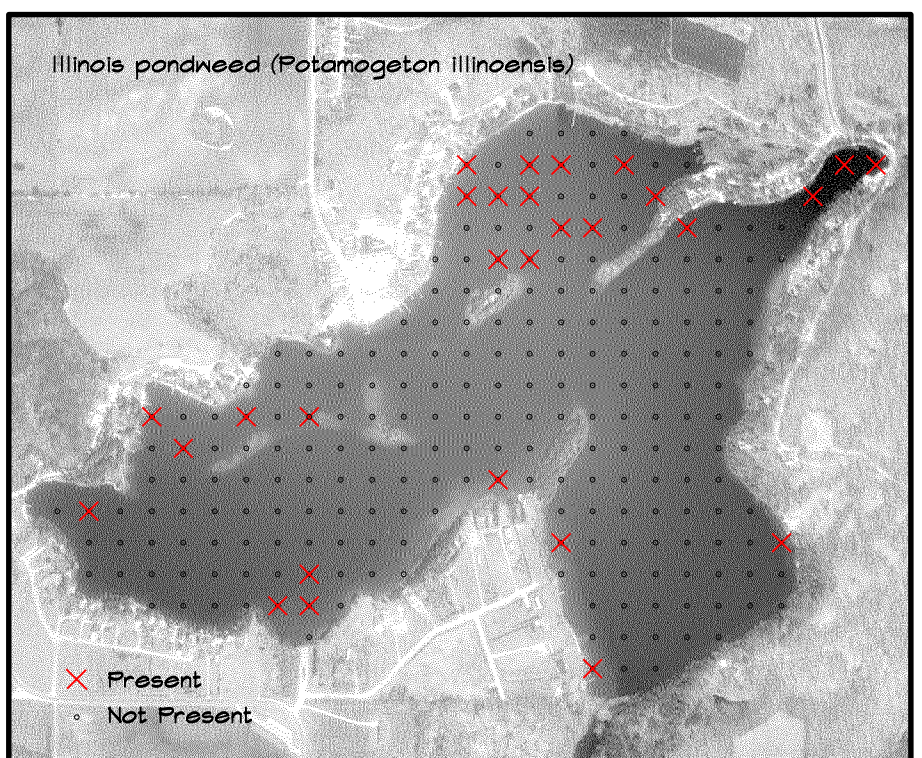 Illinois pondweed (Potamogeton illinoensis)
Present
Not Present